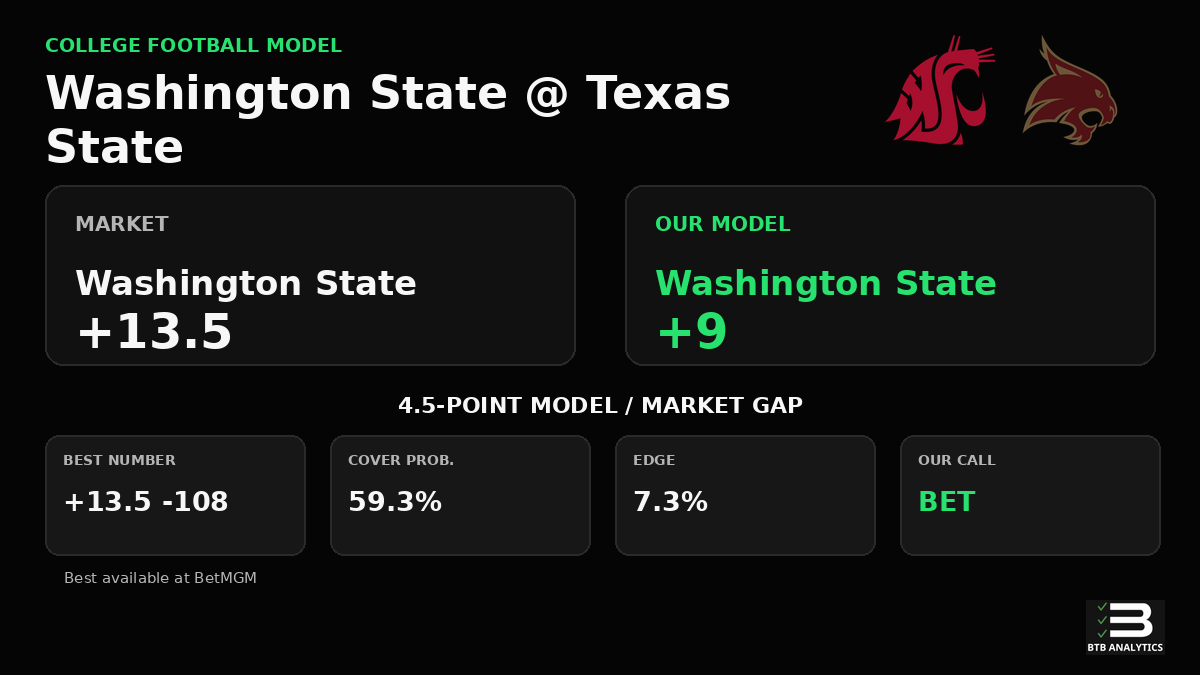 COLLEGE FOOTBALL MODEL
Washington State @ Texas
State
MARKET
Washington State
+13.5
OUR MODEL
Washington State
+9
4.5-POINT MODEL / MARKET GAP
BEST NUMBER
+13.5 -108
COVER PROB.
59.3%
EDGE
7.3%
OUR CALL
BET
Best available at BetMGM
BTB ANALYTICS